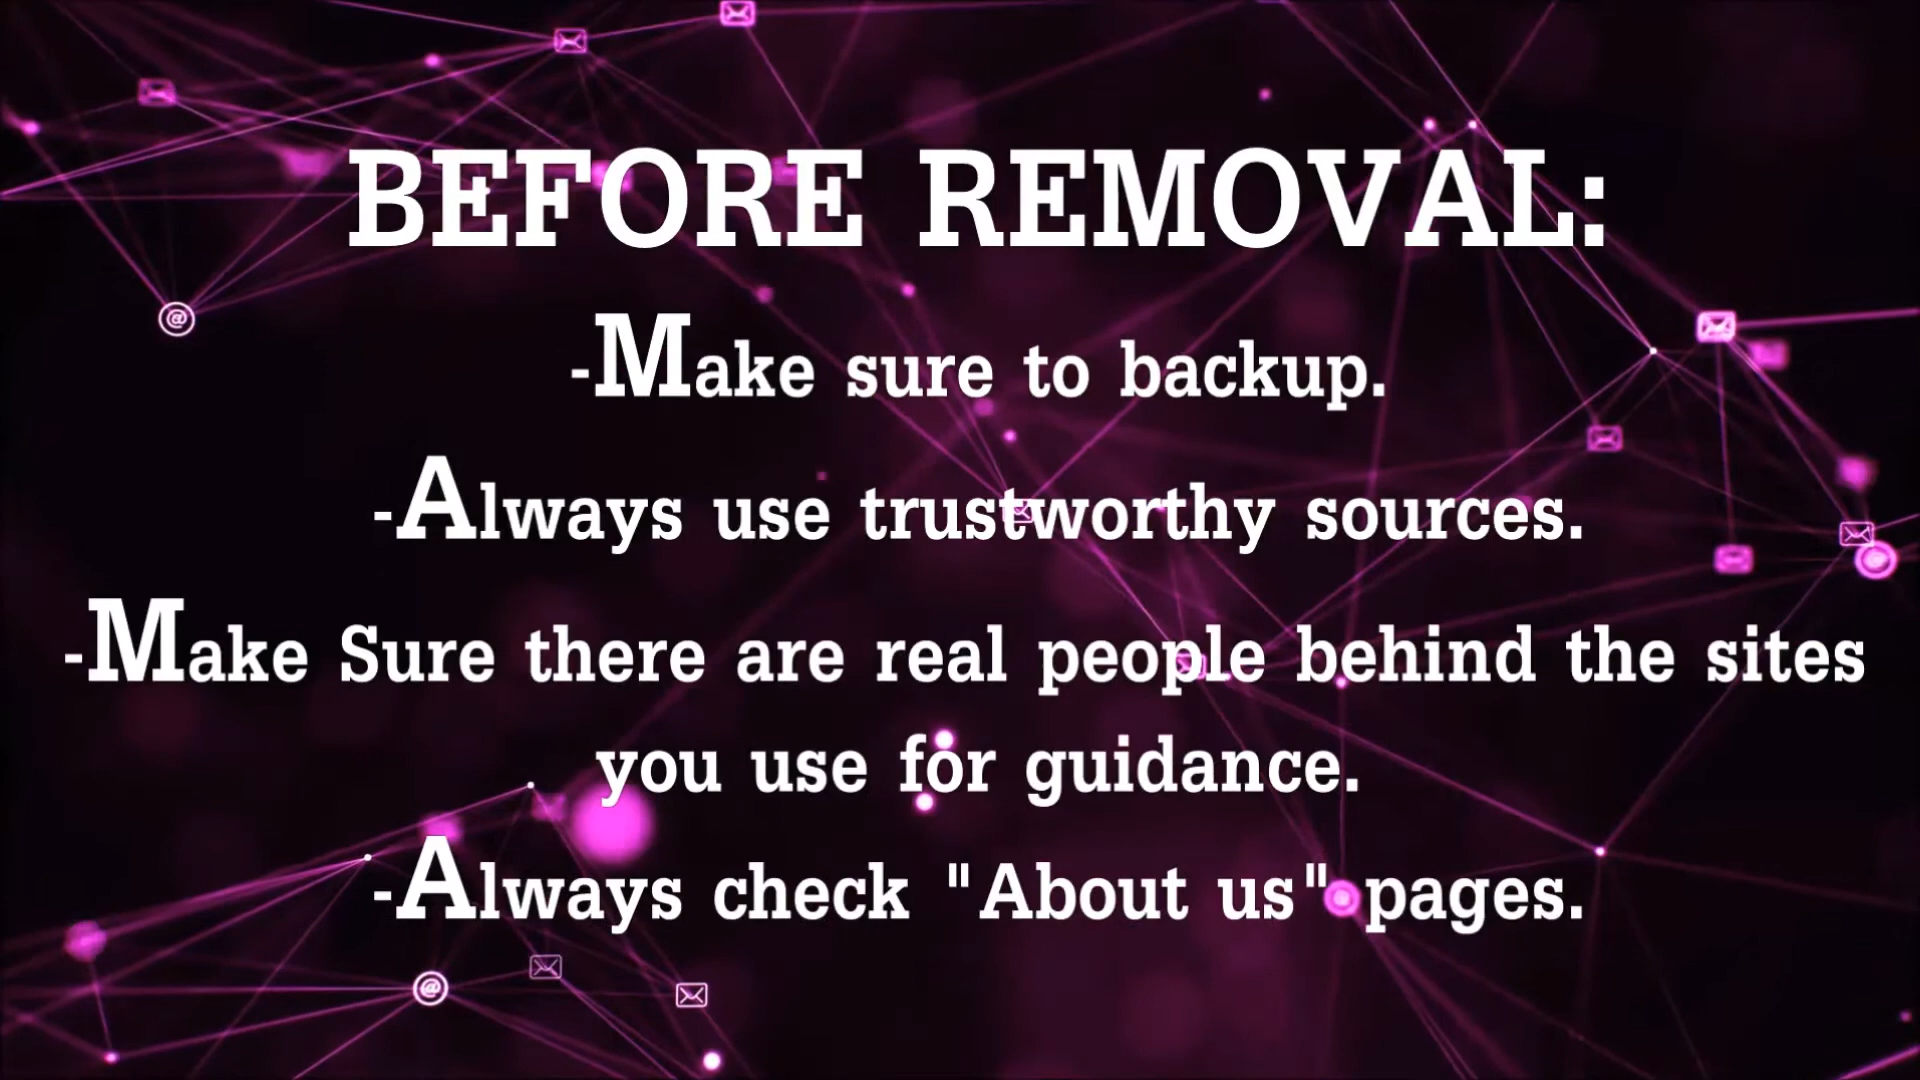 BEFORE REMOVAL:
-Make sure to backup.
-Always use trustworthy sources.
-Make Sure there are real people behind the sites
you use for guidance.
-Always check "About us" pages.